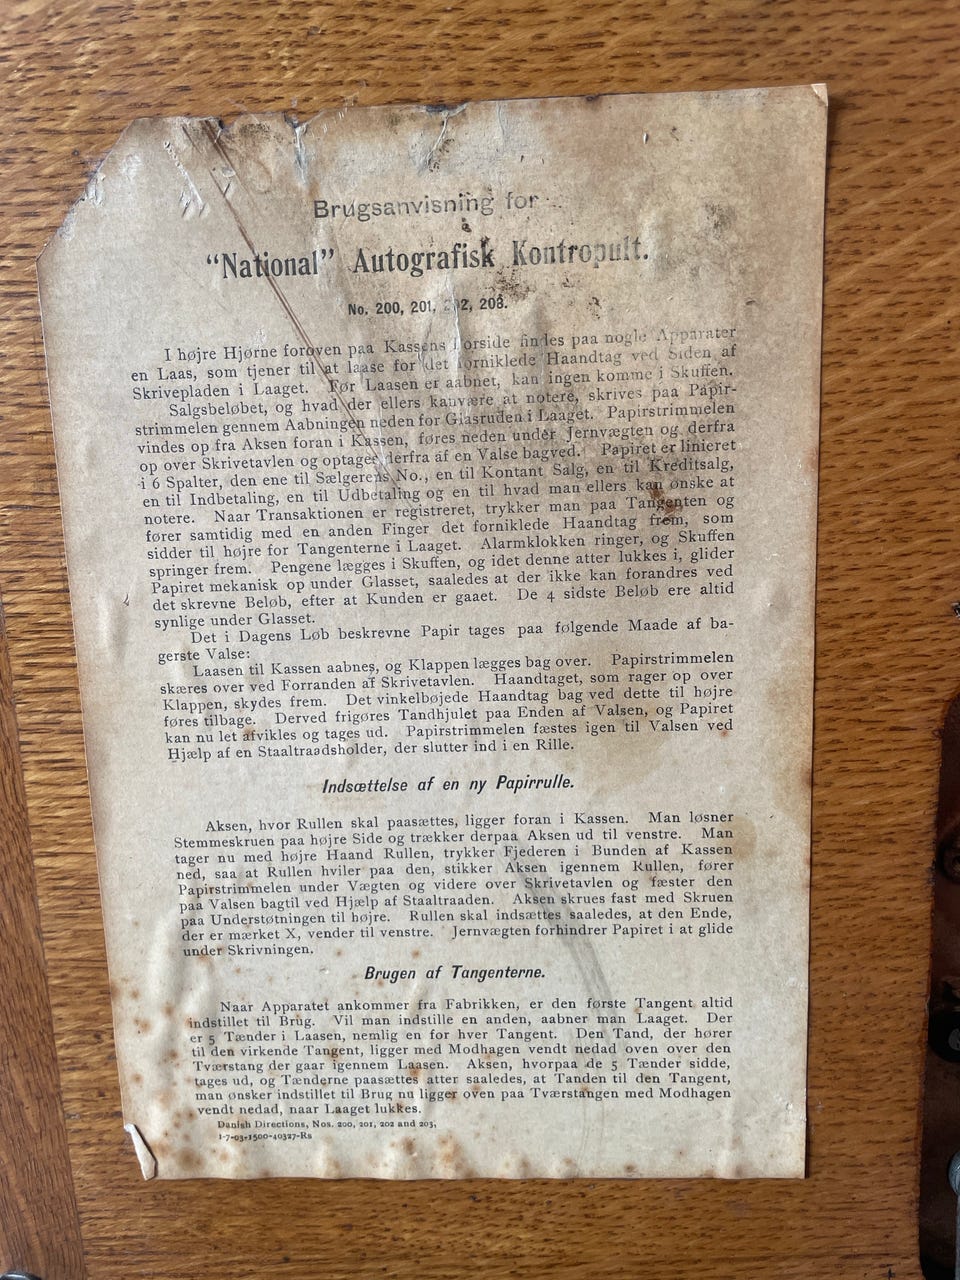 Brugsanvisning for
"National" Autografisk Kontropult.
No. 200, 201, 202, 203.
I højre Hjørne foroven paa Kassens Forside findes paa nogle Apparater
en Laas, som tjener til at laase for det forniklede Haandtag ved Siden af
Skrivepladen i Laaget. Før Laasen er aabnet, kan ingen komme i Skuffen.
Salgsbeløbet, og hvad der ellers kanvære at notere, skrives paa Papir-
strimmelen gennem Aabningen neden for Glasruden i Laaget. Papirstrimmelen
vindes op fra Aksen foran i Kassen, føres neden under Jernvægten og derfra
op over Skrivetavlen og optages derfra af en Valse bagved. Papiret er linieret
i 6 Spalter, den ene til Sælgerens No., en til Kontant Salg, en til Kreditsalg,
en til Indbetaling, en til Udbetaling og en til hvad man ellers kan ønske at
notere. Naar Transaktionen er registreret, trykker man paa Tangenten og
fører samtidig med en anden Finger det forniklede Haandtag frem, som
sidder til højre for Tangenterne i Laaget. Alarmklokken ringer, og Skuffen
springer frem. Pengene lægges i Skuffen, og idet denne atter lukkes i, glider
Papiret mekanisk op under Glasset, saaledes at der ikke kan forandres ved
det skrevne Beløb, efter at Kunden er gaaet. De 4 sidste Beløb ere altid
synlige under Glasset.
Det i Dagens Løb beskrevne Papir tages paa følgende Maade af ba-
gerste Valse:
Laasen til Kassen aabnes, og Klappen lægges bag over. Papirstrimmelen
skæres over ved Forranden af Skrivetavlen. Haandtaget, som rager op over
Klappen, skydes frem. Det vinkelbøjede Haandtag bag ved dette til højre
føres tilbage. Derved frigøres Tandhjulet paa Enden af Valsen, og Papiret
kan nu let afvikles og tages ud. Papirstrimmelen fæstes igen til Valsen ved
Hjælp af en Staaltraadsholder, der slutter ind i en Rille.
Indsættelse af en ny Papirrulle.
Aksen, hvor Rullen skal paasættes, ligger foran i Kassen. Man løsner
Stemmeskruen paa højre Side og trækker derpaa Aksen ud til venstre. Man
tager nu med højre Haand Rullen, trykker Fjederen i Bunden af Kassen
ned, saa at Rullen hviler paa den, stikker Aksen igennem Rullen, fører
Papirstrimmelen under Vægten og videre over Skrivetavlen og fæster den
paa Valsen bagtil ved Hjælp af Staaltraaden. Aksen skrues fast med Skruen
paa Understøtningen til højre. Rullen skal indsættes saaledes, at den Ende,
der er mærket X, vender til venstre. Jernvægten forhindrer Papiret i at glide
under Skrivningen.
Brugen af Tangenterne.
Naar Apparatet ankommer fra Fabrikken, er den første Tangent altid
indstillet til Brug. Vil man indstille en anden, aabner man Laaget. Der
er 5 Tænder i Laasen, nemlig en for hver Tangent. Den Tand, der hører
til den virkende Tangent, ligger med Modhagen vendt nedad oven over den
Tværstang der gaar igennem Laasen. Aksen, hvorpaa de 5 Tænder sidde,
tages ud, og Tænderne paasættes atter saaledes, at Tanden til den Tangent,
man ønsker indstillet til Brug nu ligger oven paa Tværstangen med Modhagen
vendt nedad, naar Laaget lukkes.
Danish Directions, Nos. 200, 201, 202 and 203,
1-7-03-1500-40327-Rs